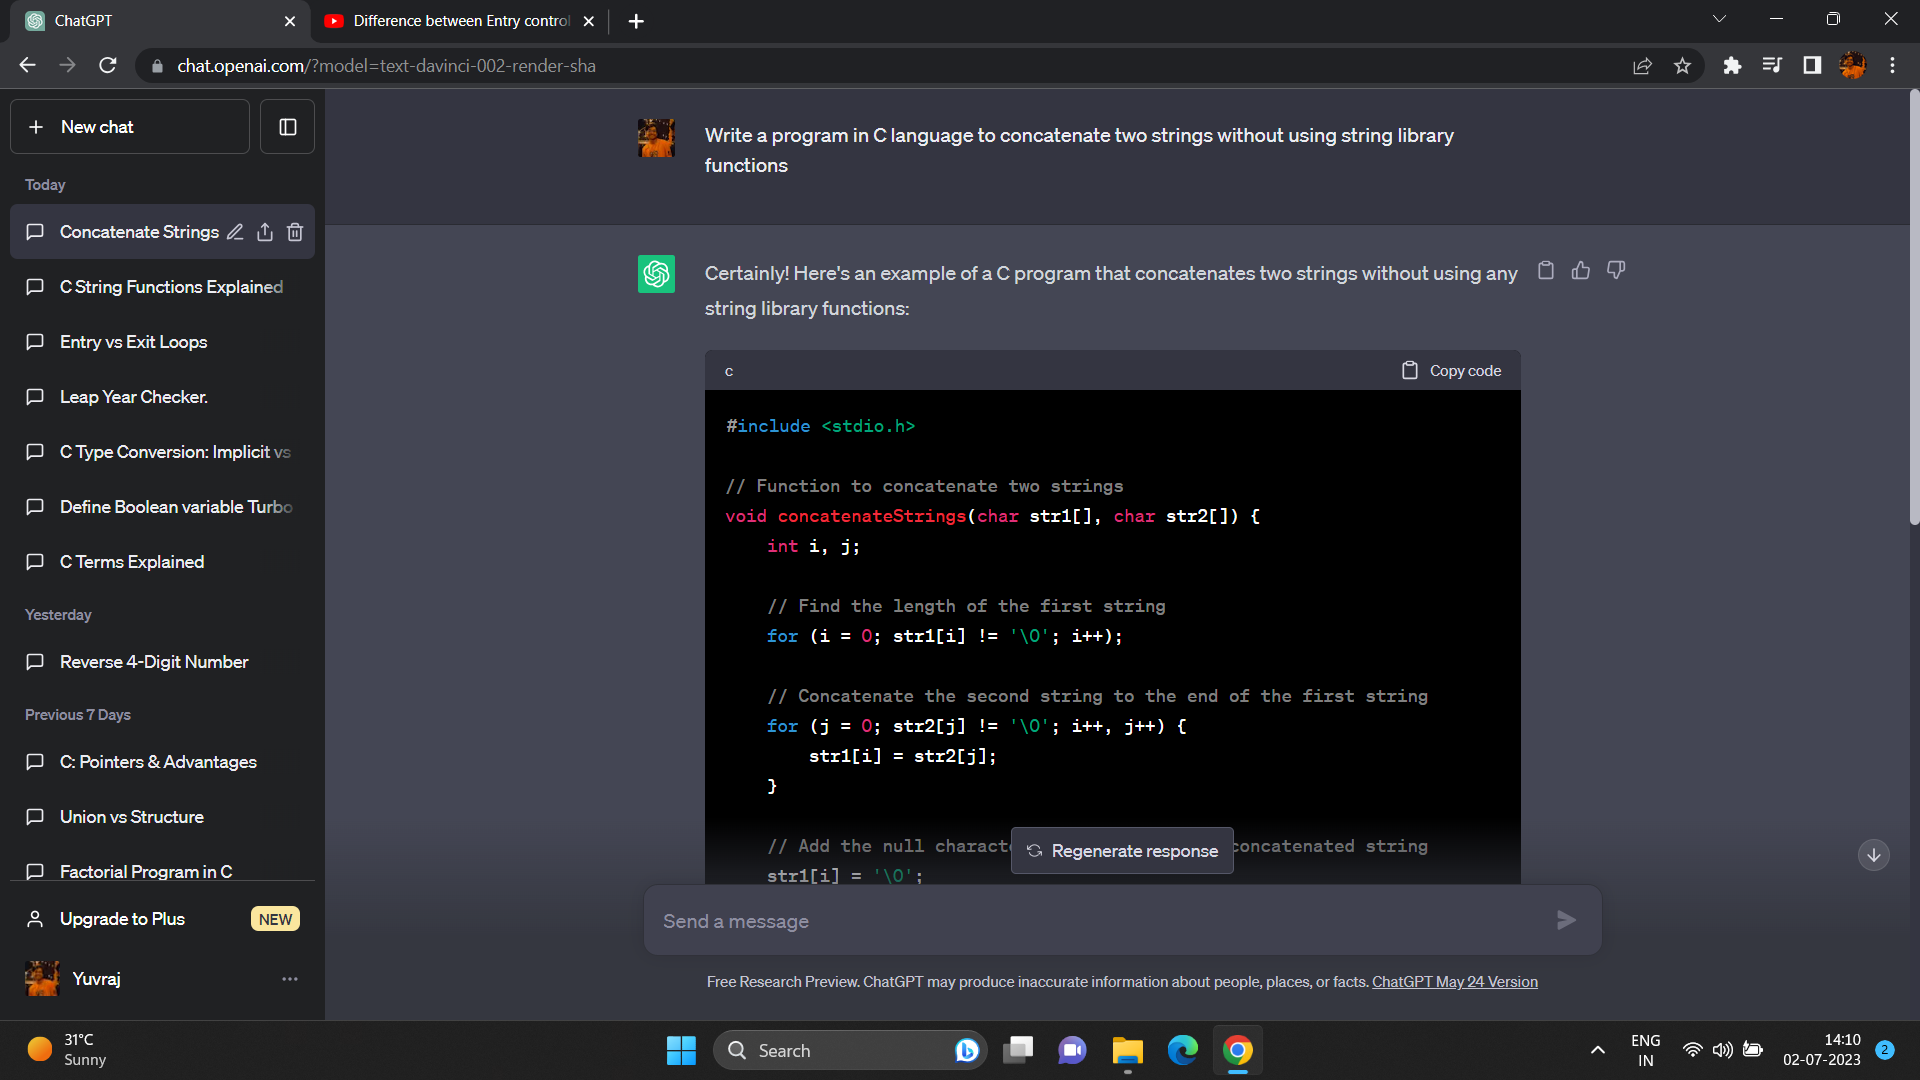 ChatGPT
Difference between Entry control
chat.openai.com/?model=text-davinci-002-render-sha
New chat
Today
Concatenate Strings
C String Functions Explained
Entry vs Exit Loops
Leap Year Checker.
C Type Conversion: Implicit vs
Define Boolean variable Turbo
C Terms Explained
Yesterday
Reverse 4-Digit Number
Previous 7 Days
C: Pointers & Advantages
Union vs Structure
Factorial Program in C
Upgrade to Plus NEW
Yuvraj
Write a program in C language to concatenate two strings without using string library
functions
Certainly! Here's an example of a C program that concatenates two strings without using any
string library functions:
c Copy code
#include <stdio.h>
// Function to concatenate two strings
void concatenateStrings(char str1[], char str2[]) {
int i, j;
// Find the length of the first string
for (i = 0; str1[i] != '\0'; i++);
// Concatenate the second string to the end of the first string
for (j = 0; str2[j] != '\0'; i++, j++) {
str1[i] = str2[j];
}
// Add the null charact concatenated string
Regenerate response
str1[i] = '\0';
Send a message
Free Research Preview. ChatGPT may produce inaccurate information about people, places, or facts. ChatGPT May 24 Version
31°C
Sunny
Search
ENG
IN
14:10
02-07-2023
2